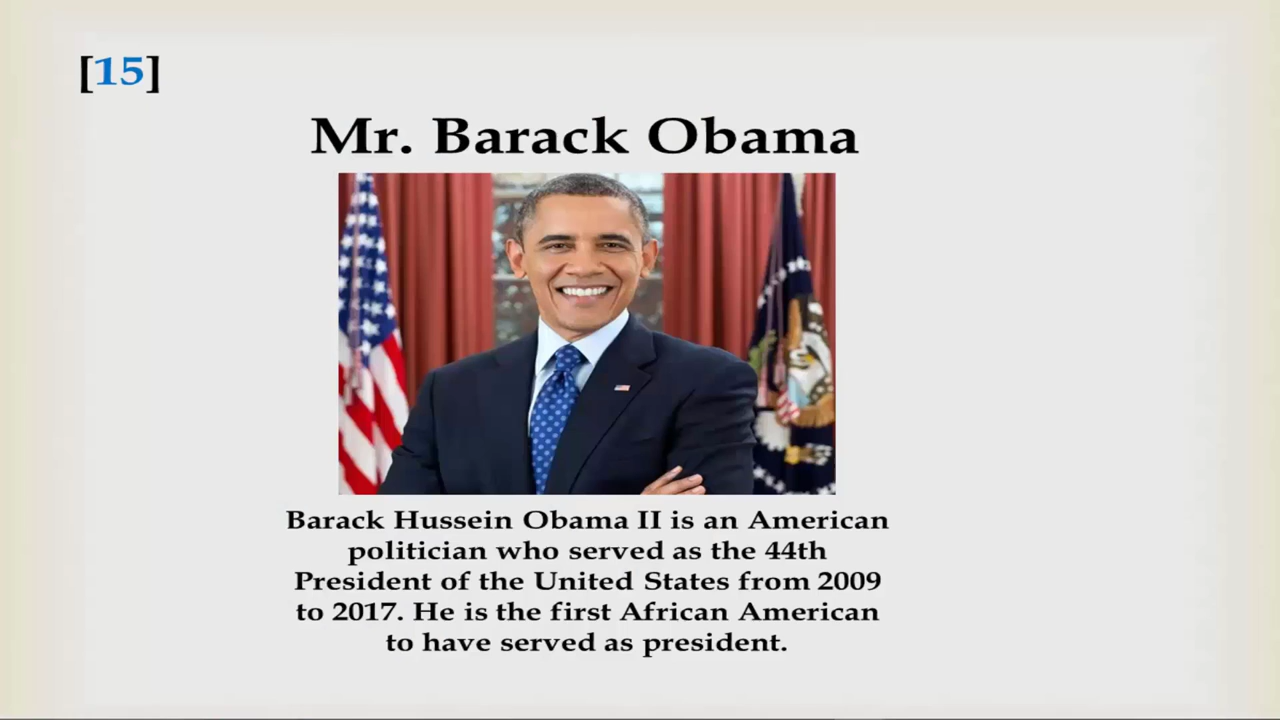 [15]
Mr. Barack Obama
Barack Hussein Obama II is an American
politician who served as the 44th
President of the United States from 2009
to 2017. He is the first African American
to have served as president.